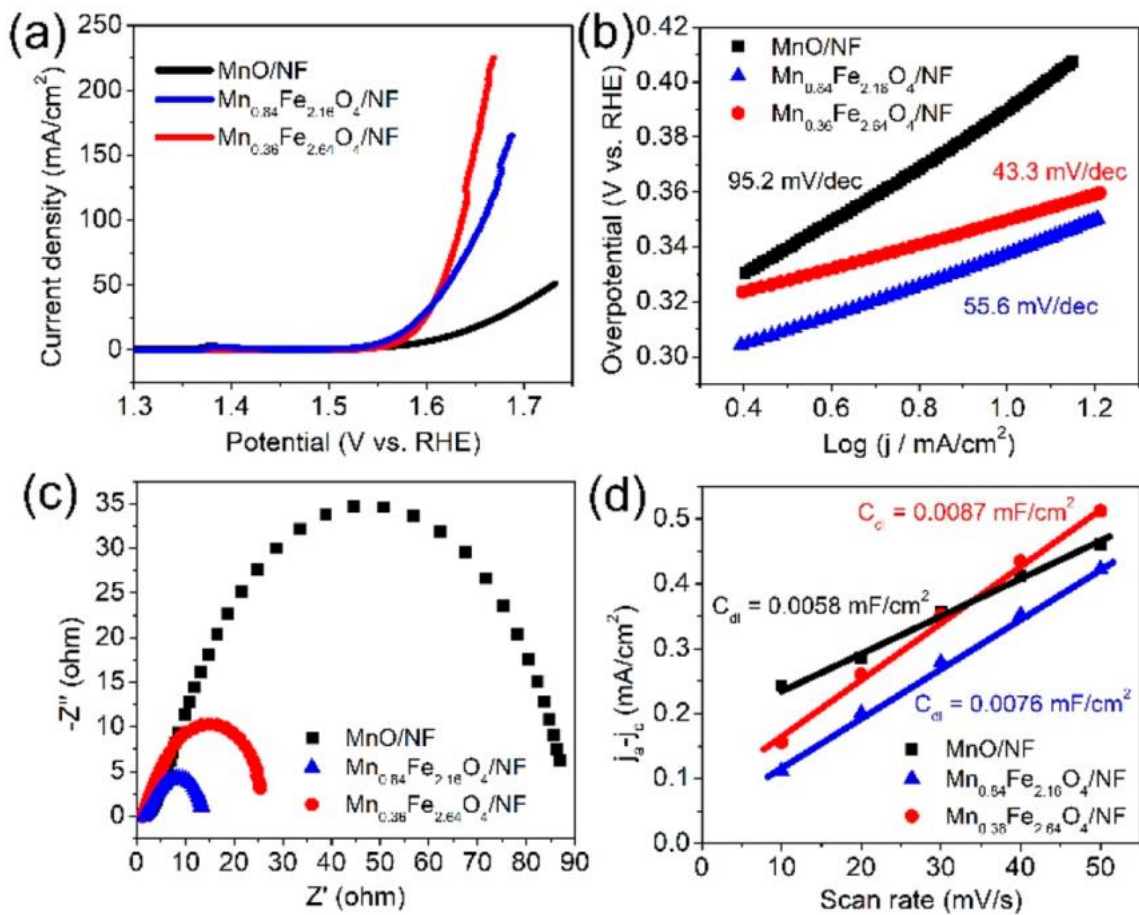 (a)
250
200
150
100
50
0
Current density (mA/cm²)
MnO/NF
Mn₀.₈₄Fe₂.₁₆O₄/NF
Mn₀.₃₆Fe₂.₆₄O₄/NF
1.3 1.4 1.5 1.6 1.7
Potential (V vs. RHE)
(b)
0.42
0.40
0.38
0.36
0.34
0.32
0.30
Overpotential (V vs. RHE)
MnO/NF
Mn₀.₈₄Fe₂.₁₆O₄/NF
Mn₀.₃₆Fe₂.₆₄O₄/NF
95.2 mV/dec
43.3 mV/dec
55.6 mV/dec
0.4 0.6 0.8 1.0 1.2
Log (j / mA/cm²)
(c)
35
30
25
20
15
10
5
0
-Z" (ohm)
MnO/NF
Mn₀.₈₄Fe₂.₁₆O₄/NF
Mn₀.₃₆Fe₂.₆₄O₄/NF
0 10 20 30 40 50 60 70 80 90
Z' (ohm)
(d)
0.5
0.4
0.3
0.2
0.1
0.0
jₐ-j꜀ (mA/cm²)
C_dl = 0.0087 mF/cm²
C_dl = 0.0058 mF/cm²
C_dl = 0.0076 mF/cm²
MnO/NF
Mn₀.₈₄Fe₂.₁₆O₄/NF
Mn₀.₃₆Fe₂.₆₄O₄/NF
0 10 20 30 40 50
Scan rate (mV/s)